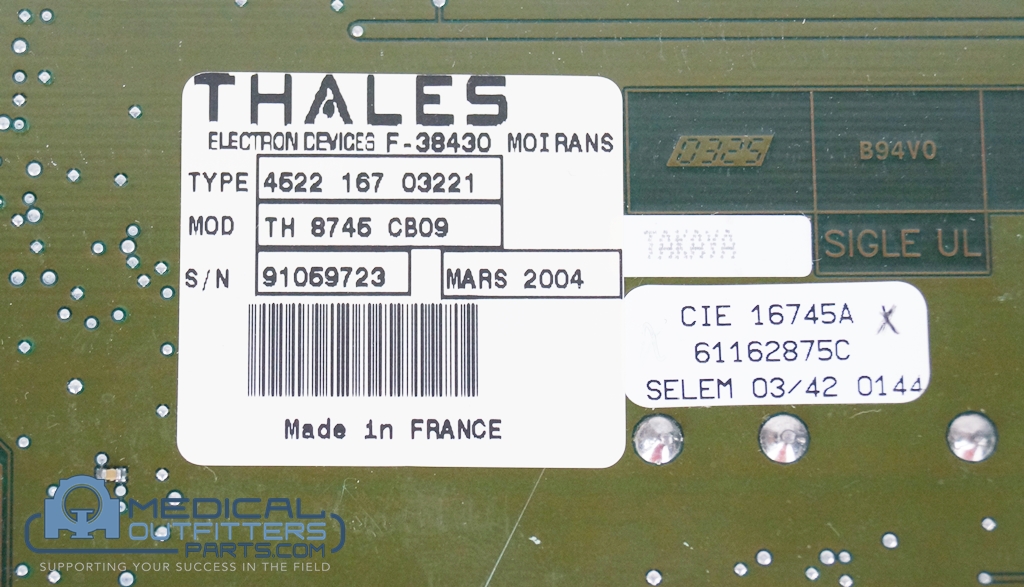 THALES
ELECTRON DEVICES F-38430 MOIRANS
TYPE 4522 167 03221
MOD TH 8745 CB09
S/N 91059723 MARS 2004
Made in FRANCE
0325 B94V0
TAKAYA SIGLE UL
CIE 16745A X
61162875C
SELEM 03/42 0144
MEDICAL
OUTFITTERS
PARTS.COM
SUPPORTING YOUR SUCCESS IN THE FIELD